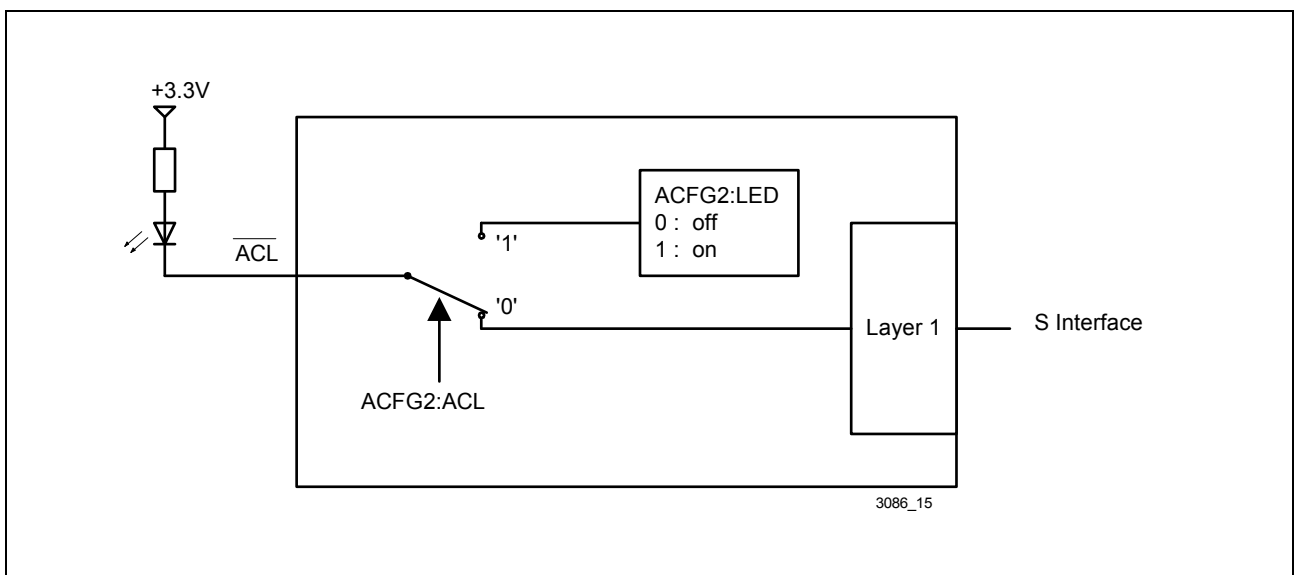 +3.3V
ACFG2:LED
0 : off
1 : on
ACL
'1'
'0'
Layer 1
S Interface
ACFG2:ACL
3086_15